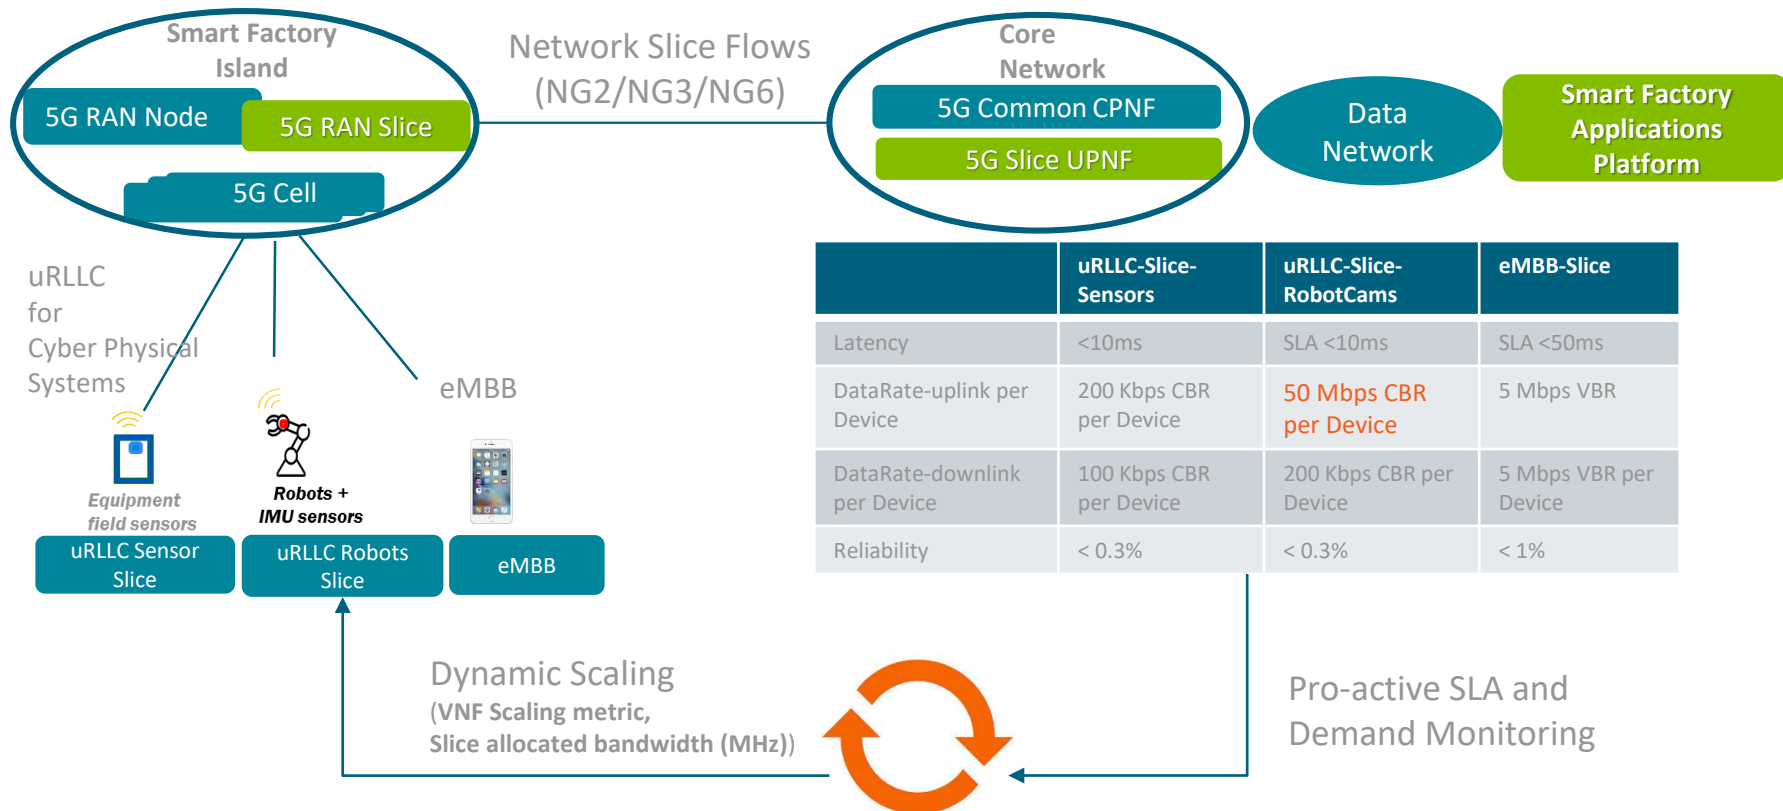 Smart Factory
Island
5G RAN Node
5G RAN Slice
5G Cell
Network Slice Flows
(NG2/NG3/NG6)
Core
Network
5G Common CPNF
5G Slice UPNF
Data
Network
Smart Factory
Applications
Platform
uRLLC
for
Cyber Physical
Systems
eMBB
Equipment
field sensors
Robots +
IMU sensors
uRLLC Sensor
Slice
uRLLC Robots
Slice
eMBB
uRLLC-Slice-
Sensors
uRLLC-Slice-
RobotCams
eMBB-Slice
Latency
<10ms
SLA <10ms
SLA <50ms
DataRate-uplink per
Device
200 Kbps CBR
per Device
50 Mbps CBR
per Device
5 Mbps VBR
DataRate-downlink
per Device
100 Kbps CBR
per Device
200 Kbps CBR per
Device
5 Mbps VBR per
Device
Reliability
< 0.3%
< 0.3%
< 1%
Dynamic Scaling
(VNF Scaling metric,
Slice allocated bandwidth (MHz))
Pro-active SLA and
Demand Monitoring